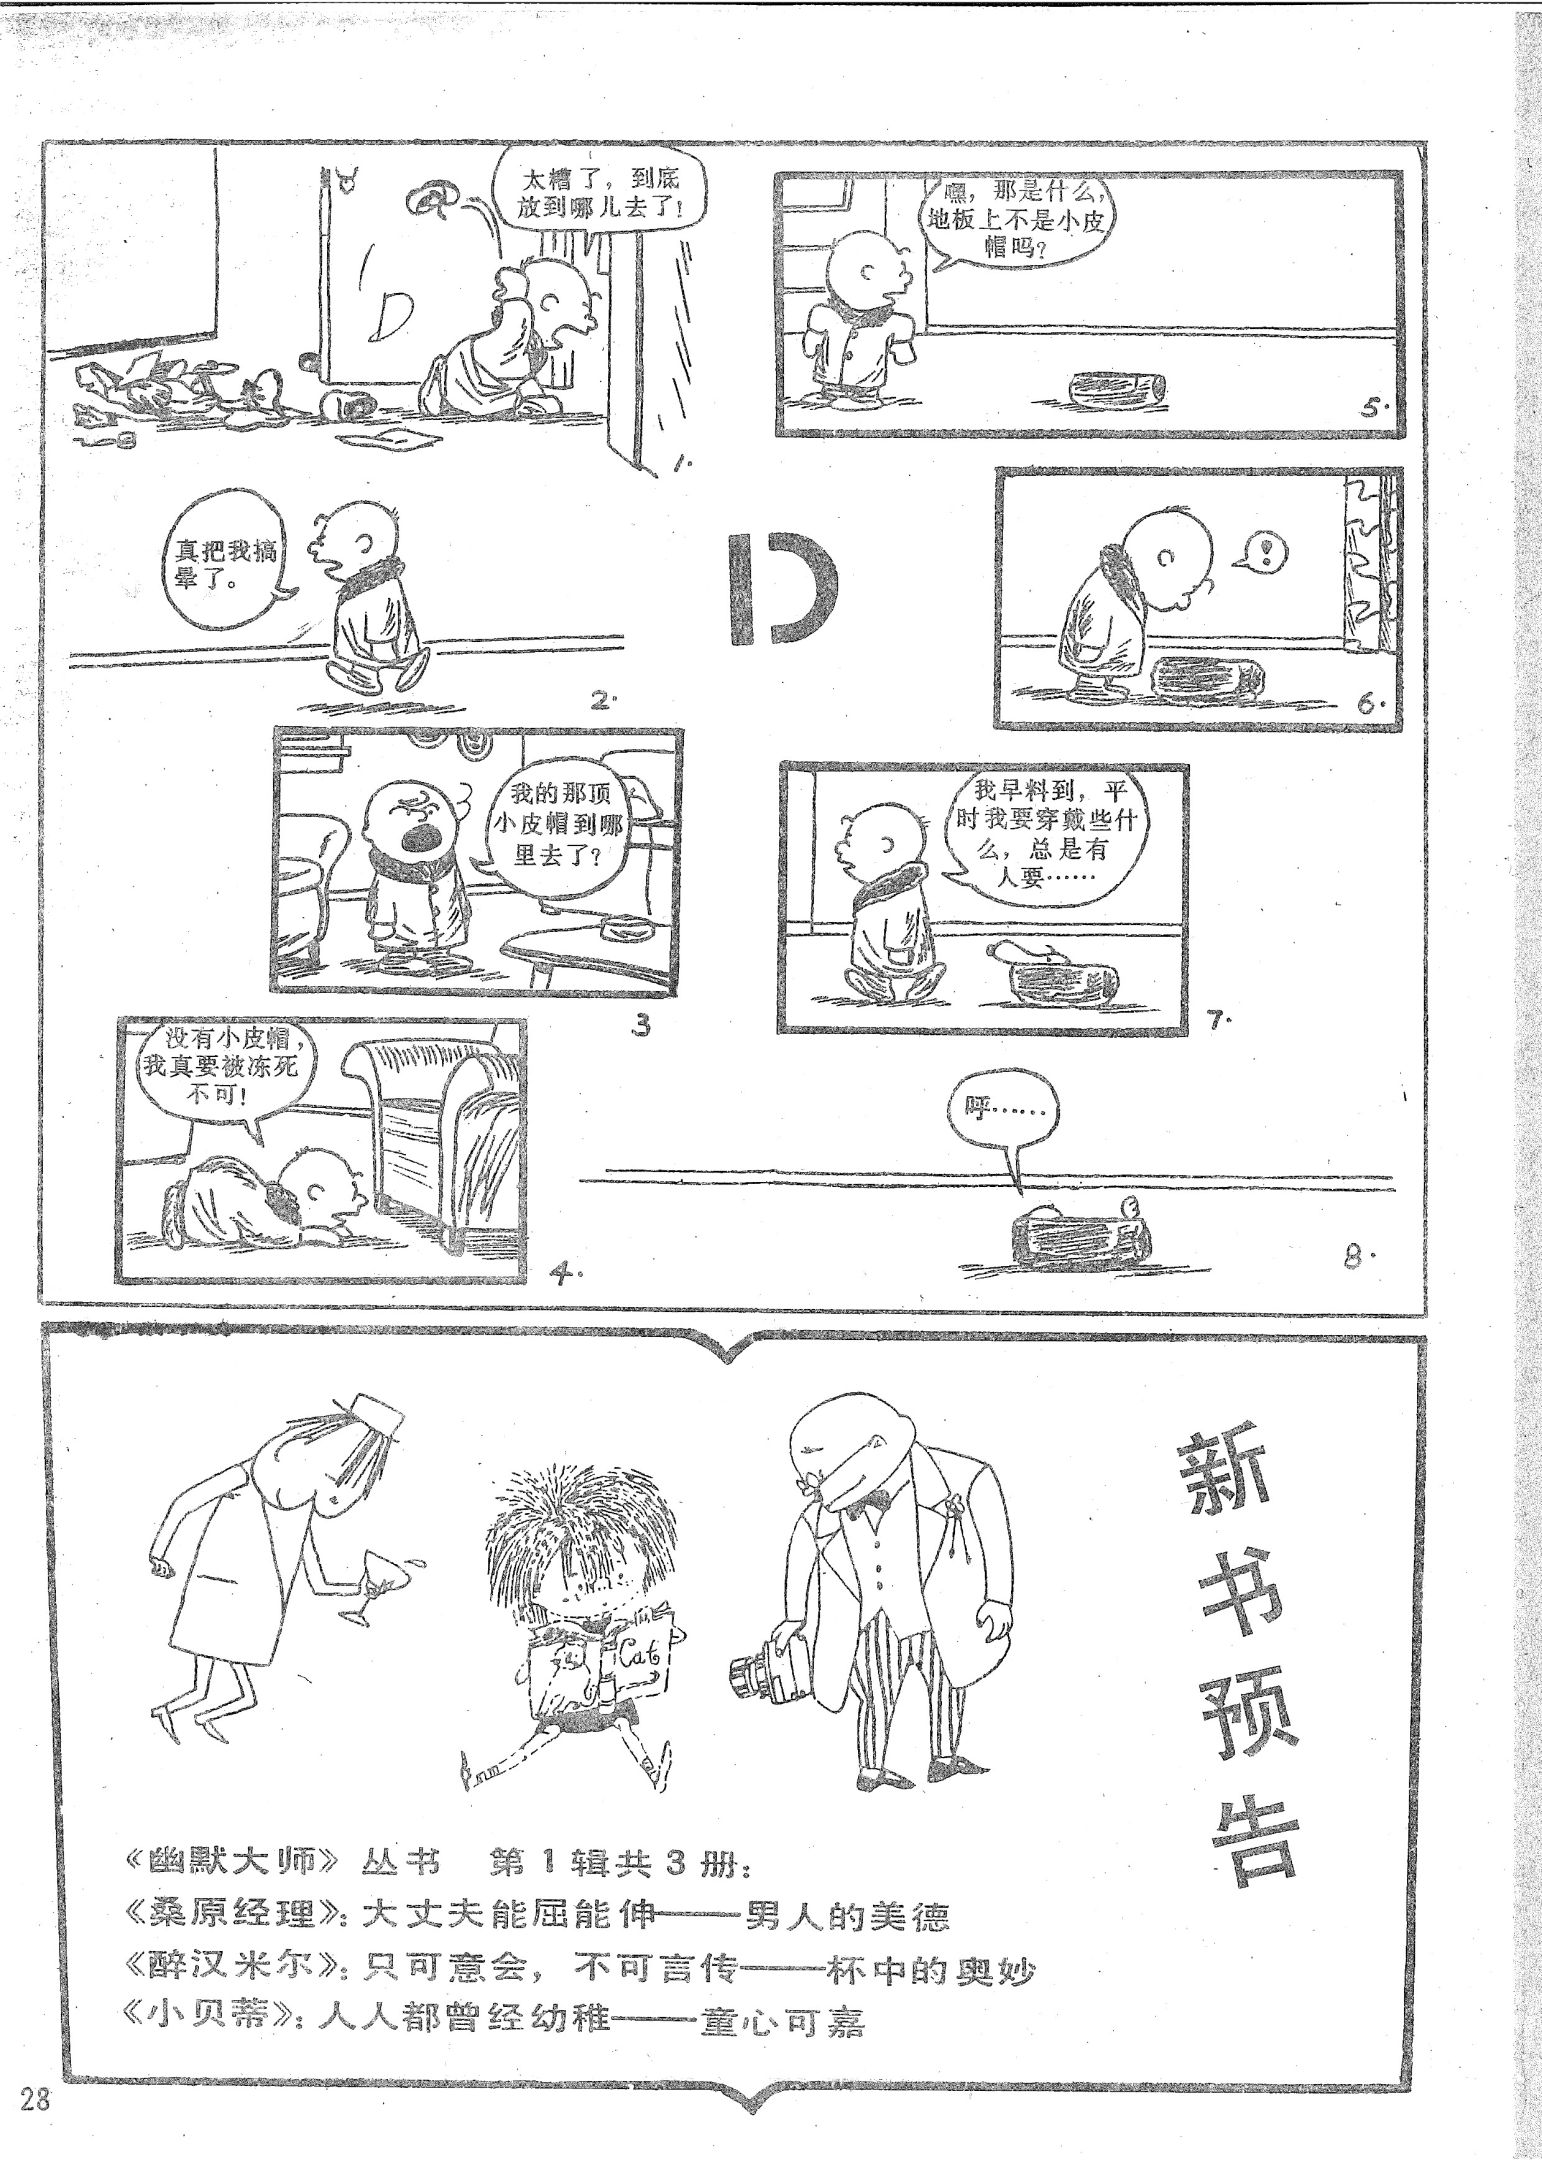 太糟了，到底
放到哪儿去了！
1.
真把我搞
晕了。
2.
我的那顶
小皮帽到哪
里去了？
3
没有小皮帽，
我真要被冻死
不可！
4.
嘿，那是什么，
地板上不是小皮
帽吗？
5.
！
6.
我早料到，平
时我要穿戴些什
么，总是有
人要……
7.
呼……
8.
Cat
新书预告
《幽默大师》丛书 第1辑共3册：
《桑原经理》：大丈夫能屈能伸——男人的美德
《醉汉米尔》：只可意会，不可言传——杯中的奥妙
《小贝蒂》：人人都曾经幼稚——童心可嘉
28